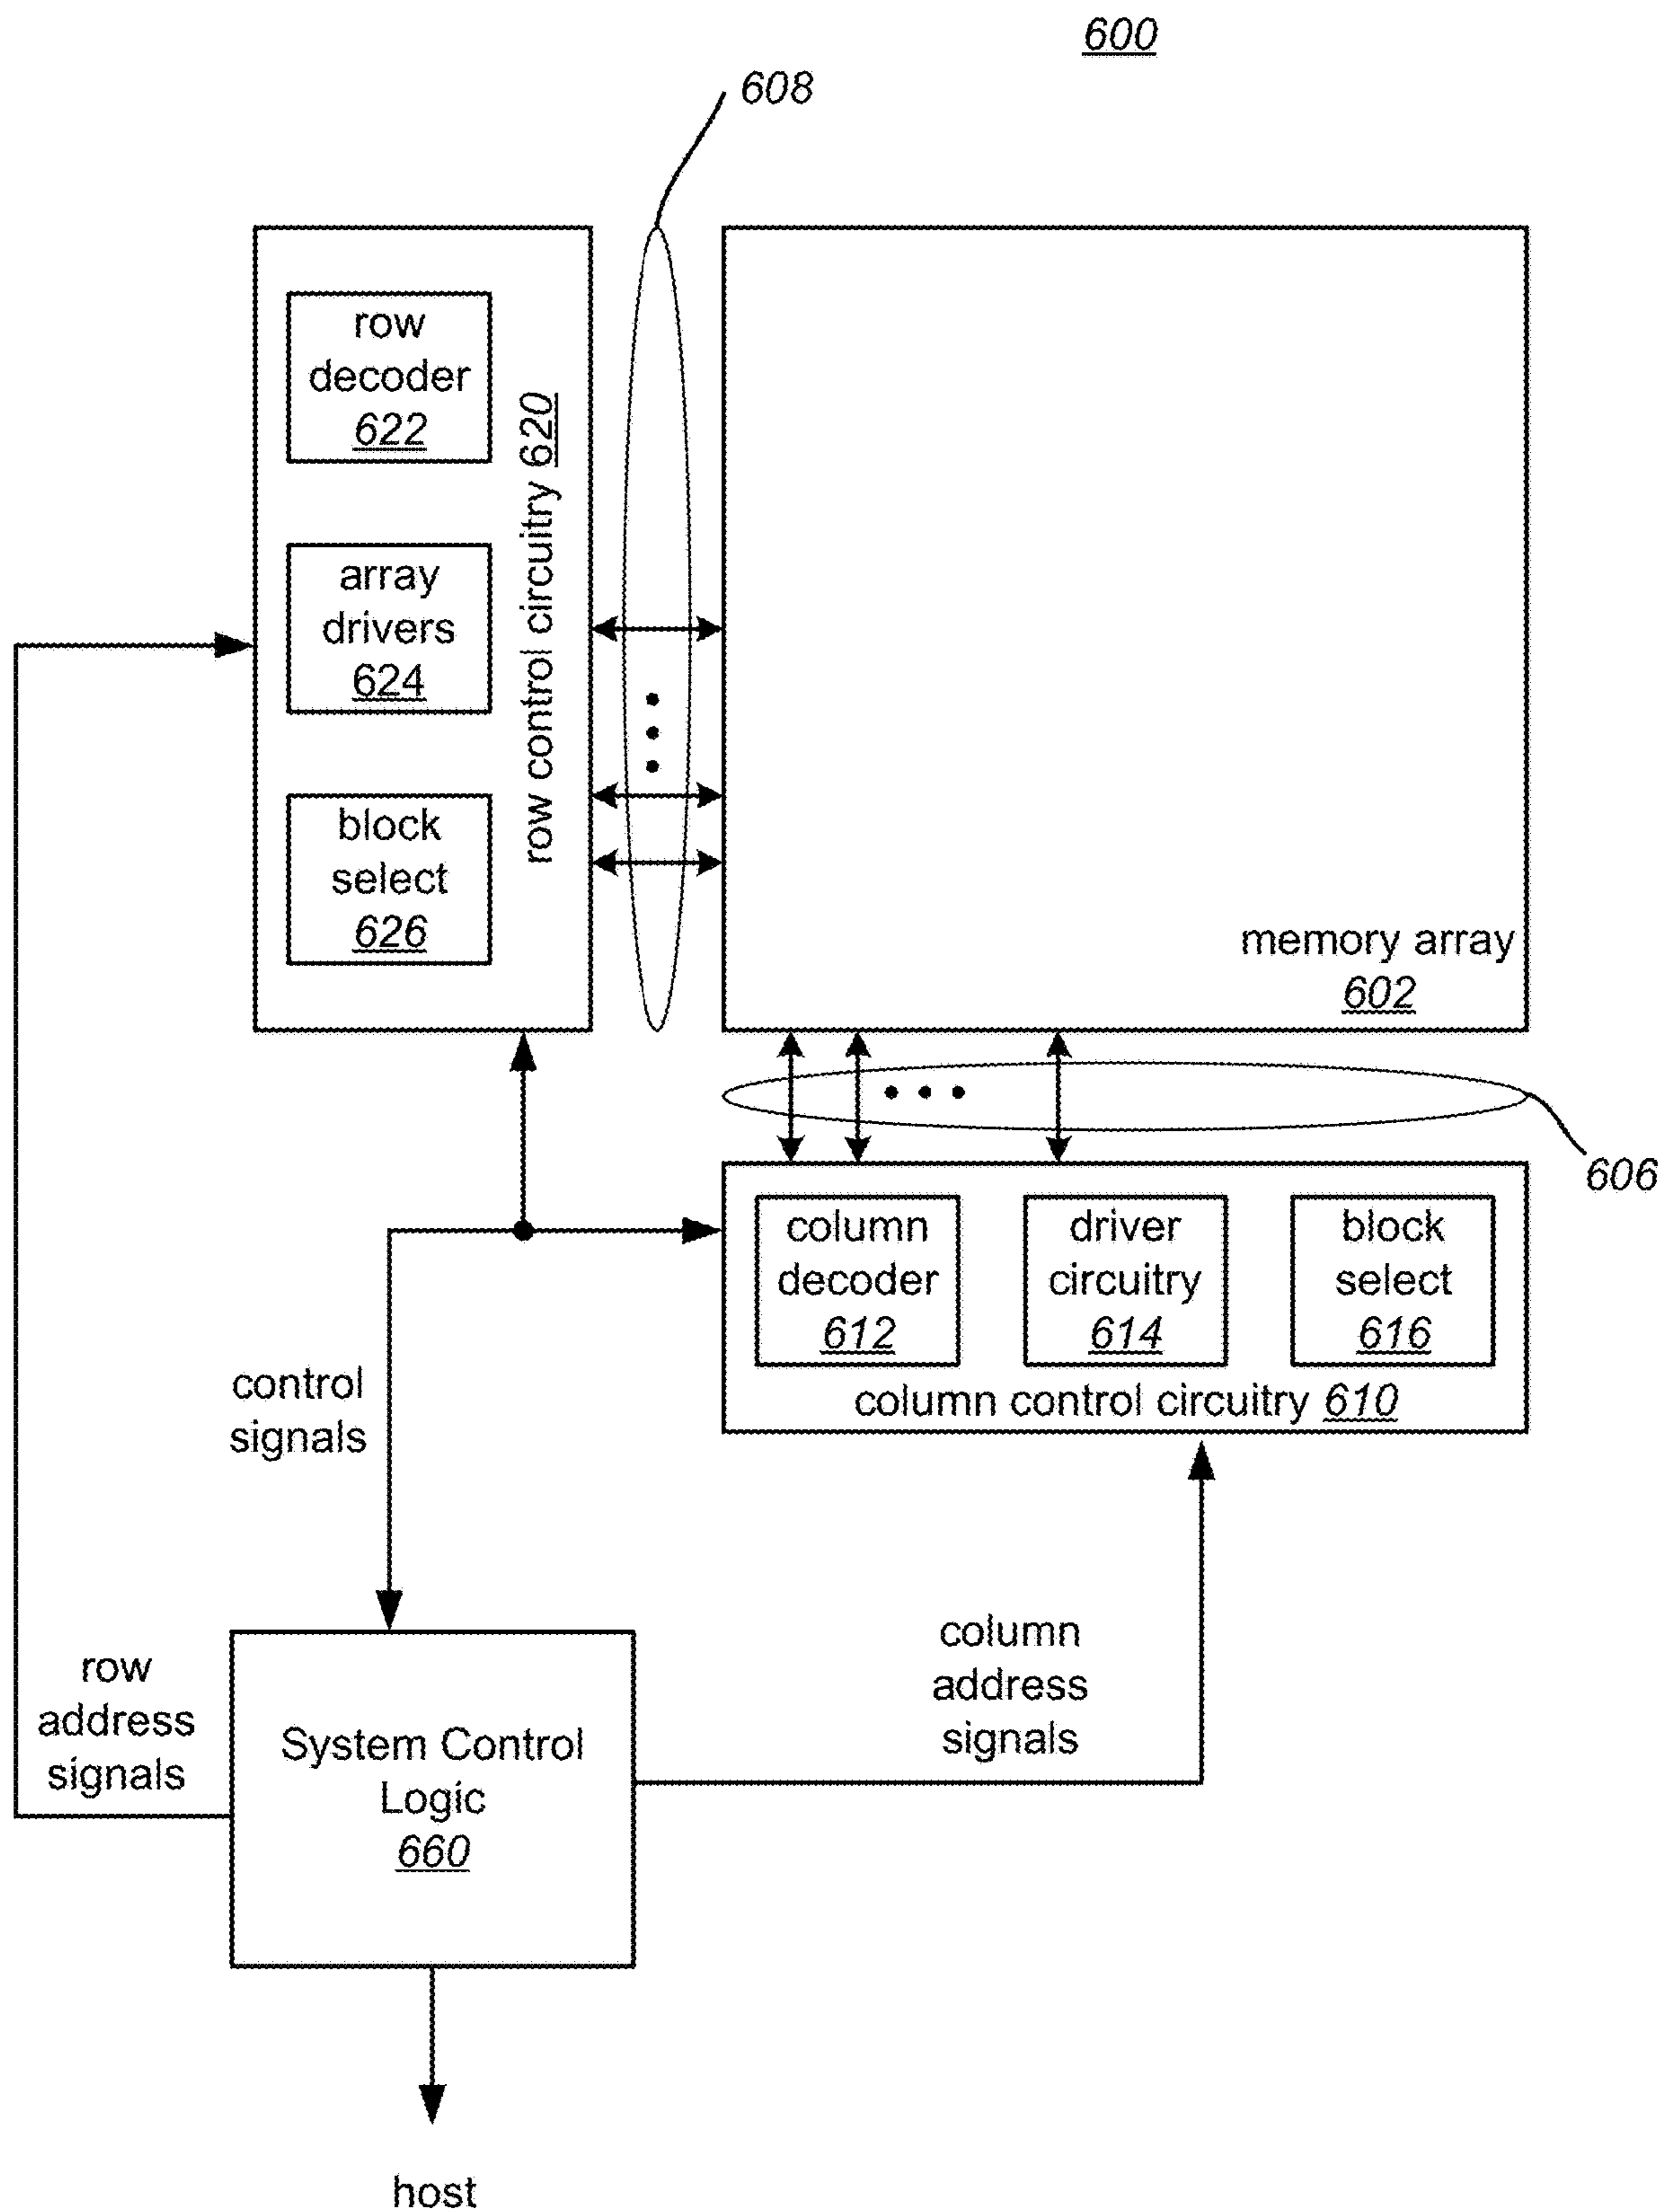 600
608
row
decoder
622
array
drivers
624
block
select
626
row control circuitry 620
memory array
602
606
column
decoder
612
driver
circuitry
614
block
select
616
column control circuitry 610
control
signals
row
address
signals
System Control
Logic
660
column
address
signals
host